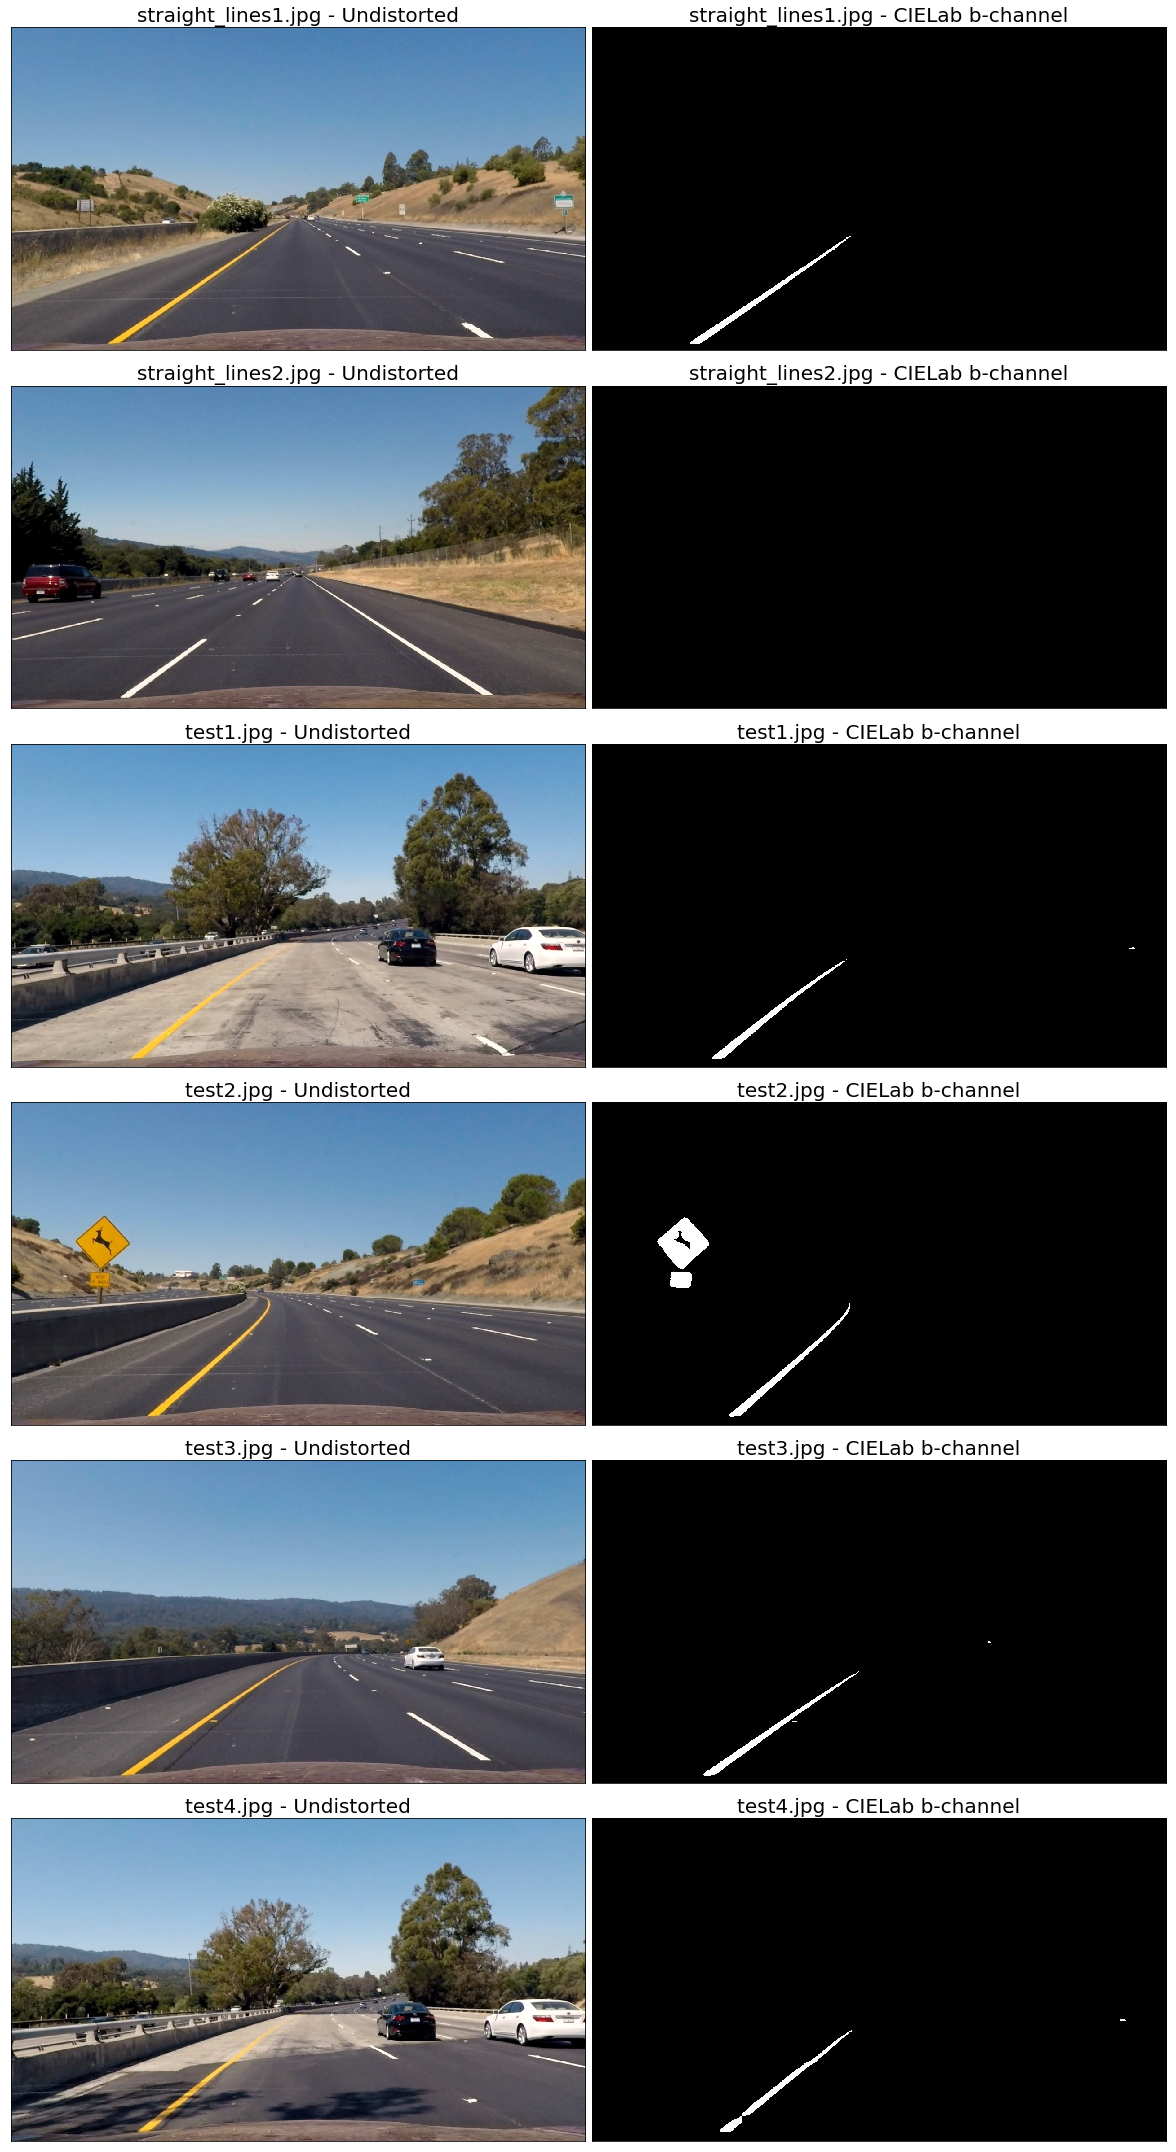 straight_lines1.jpg - Undistorted
straight_lines1.jpg - CIELab b-channel
straight_lines2.jpg - Undistorted
straight_lines2.jpg - CIELab b-channel
test1.jpg - Undistorted
test1.jpg - CIELab b-channel
test2.jpg - Undistorted
test2.jpg - CIELab b-channel
test3.jpg - Undistorted
test3.jpg - CIELab b-channel
test4.jpg - Undistorted
test4.jpg - CIELab b-channel